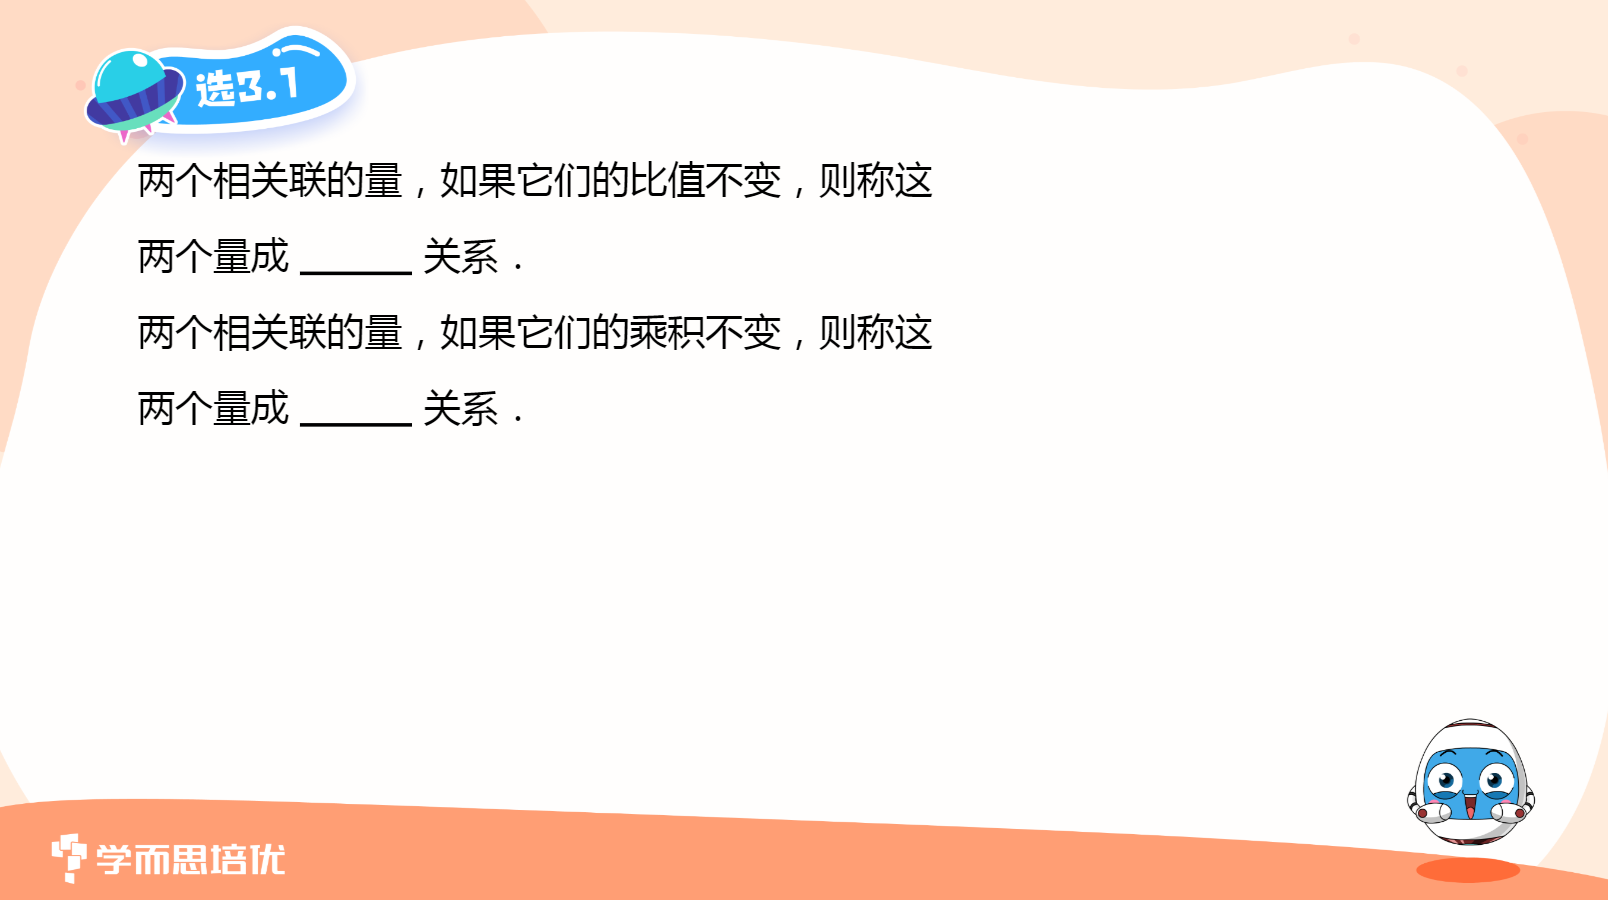 选3.1
两个相关联的量，如果它们的比值不变，则称这
两个量成 ______ 关系．
两个相关联的量，如果它们的乘积不变，则称这
两个量成 ______ 关系．
学而思培优